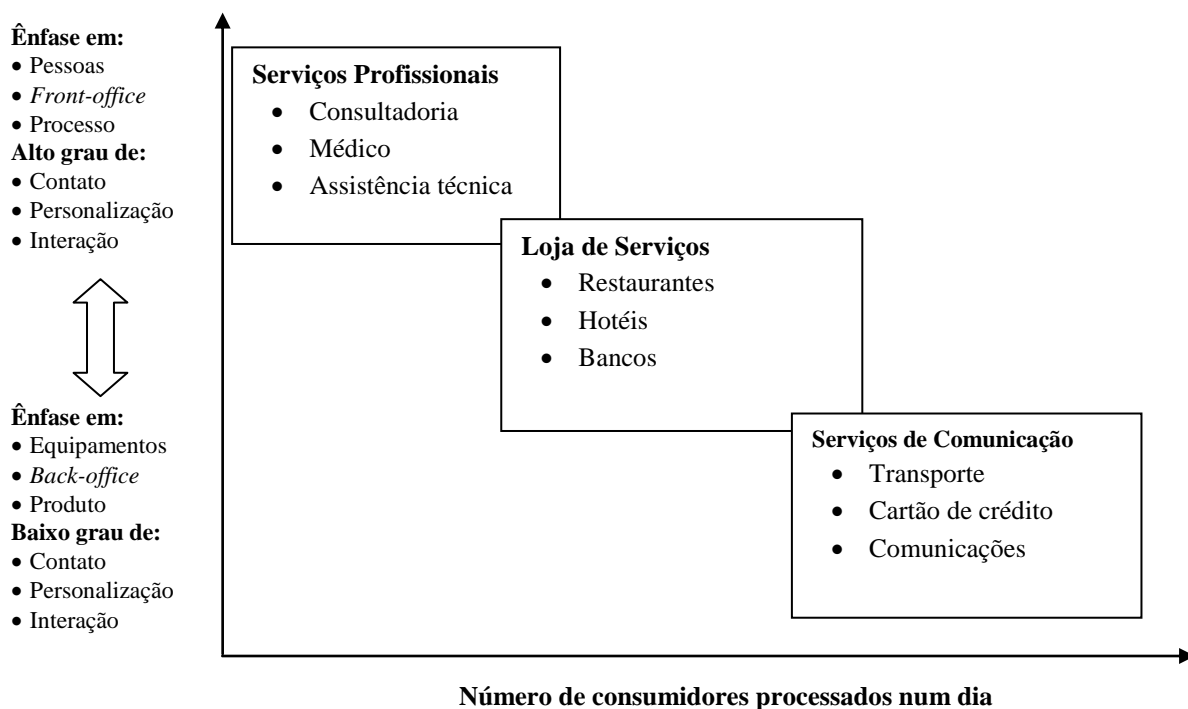 Ênfase em:
• Pessoas
• Front-office
• Processo
Alto grau de:
• Contato
• Personalização
• Interação
Ênfase em:
• Equipamentos
• Back-office
• Produto
Baixo grau de:
• Contato
• Personalização
• Interação
Serviços Profissionais
• Consultadoria
• Médico
• Assistência técnica
Loja de Serviços
• Restaurantes
• Hotéis
• Bancos
Serviços de Comunicação
• Transporte
• Cartão de crédito
• Comunicações
Número de consumidores processados num dia